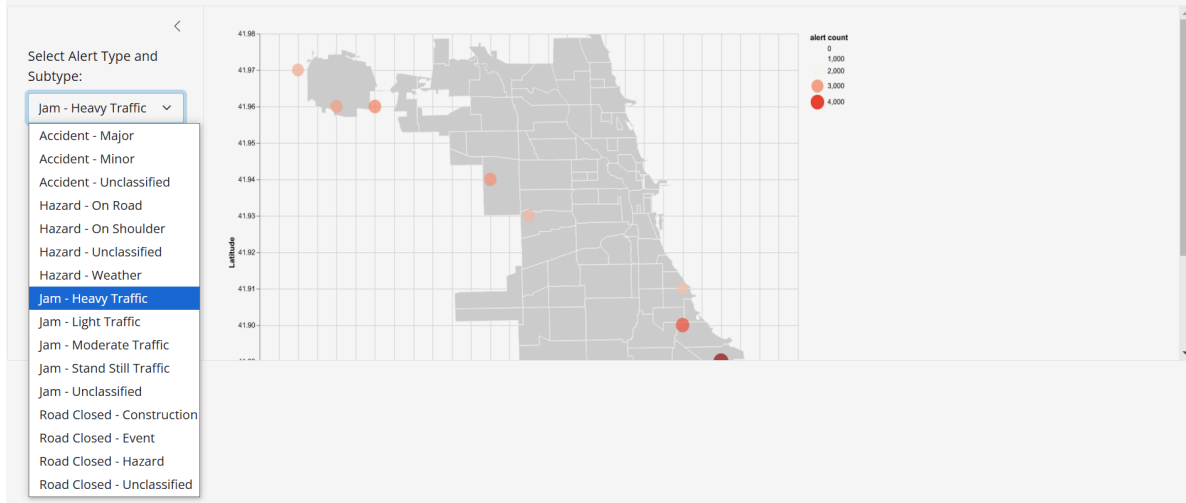 Select Alert Type and
Subtype:
Jam - Heavy Traffic
Accident - Major
Accident - Minor
Accident - Unclassified
Hazard - On Road
Hazard - On Shoulder
Hazard - Unclassified
Hazard - Weather
Jam - Heavy Traffic
Jam - Light Traffic
Jam - Moderate Traffic
Jam - Stand Still Traffic
Jam - Unclassified
Road Closed - Construction
Road Closed - Event
Road Closed - Hazard
Road Closed - Unclassified
41.98
41.97
41.96
41.95
41.94
41.93
41.92
41.91
41.90
Latitude
alert count
0
1,000
2,000
3,000
4,000